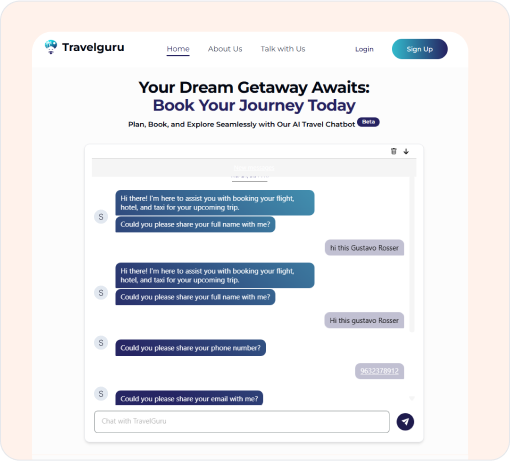 Travelguru
Home
About Us
Talk with Us
Login
Sign Up
Your Dream Getaway Awaits:
Book Your Journey Today
Plan, Book, and Explore Seamlessly with Our AI Travel Chatbot Beta
Hi there! I'm here to assist you with booking your flight,
hotel, and taxi for your upcoming trip.
S
Could you please share your full name with me?
hi this Gustavo Rosser
Hi there! I'm here to assist you with booking your flight,
hotel, and taxi for your upcoming trip.
S
Could you please share your full name with me?
Hi this gustavo Rosser
S
Could you please share your phone number?
9632378912
S
Could you please share your email with me?
Chat with TravelGuru